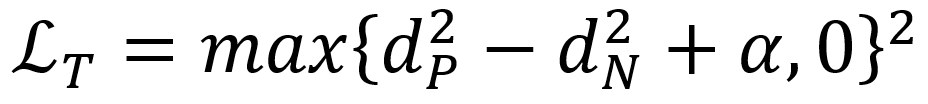 ℒ_T = max{d_P^2 − d_N^2 + α, 0}^2